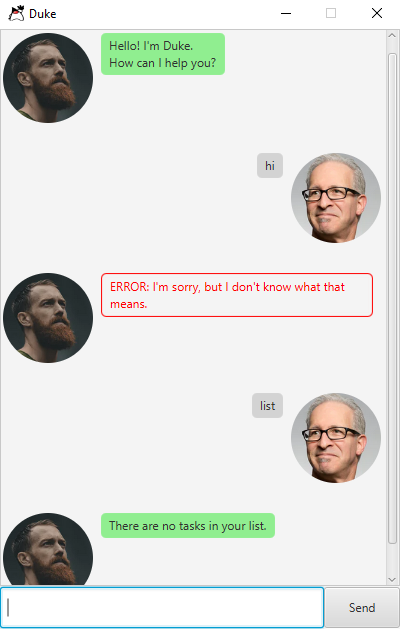 Duke
Hello! I'm Duke.
How can I help you?
hi
ERROR: I'm sorry, but I don't know what that
means.
list
There are no tasks in your list.
Send